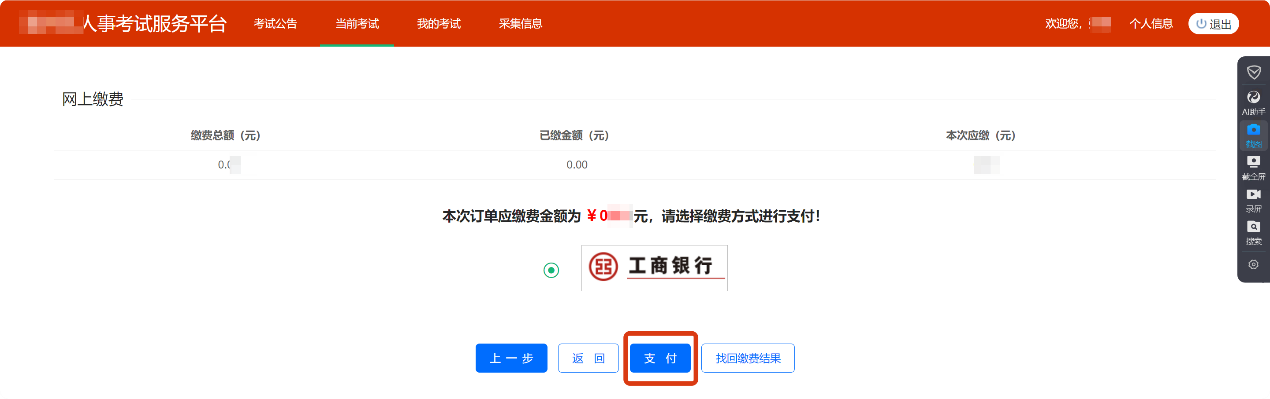 人事考试服务平台 考试公告 当前考试 我的考试 采集信息 欢迎您, 个人信息 退出
网上缴费
缴费总额（元） 已缴金额（元） 本次应缴（元）
0. 0.00
本次订单应缴费金额为 ￥0 元，请选择缴费方式进行支付！
工商银行
上一步 返 回 支 付 找回缴费结果
AI助手
截全屏
录屏
搜索